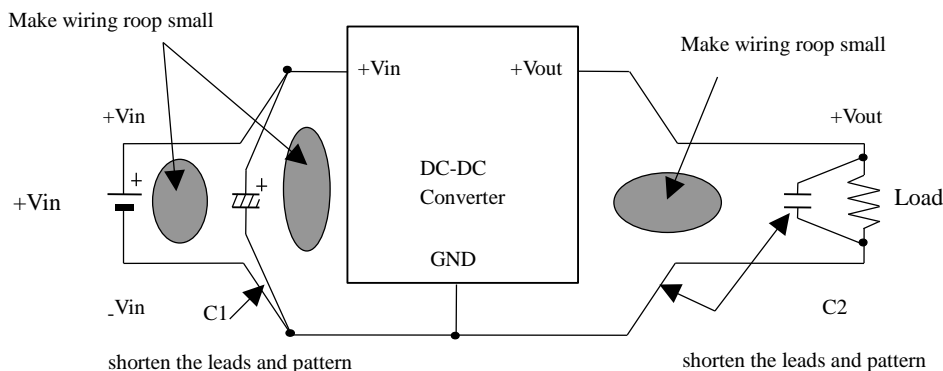 Make wiring roop small
+Vin
+Vout
Make wiring roop small
+Vin
+Vout
+
+
DC-DC
Converter
+Vin
Load
GND
-Vin
C1
C2
shorten the leads and pattern
shorten the leads and pattern